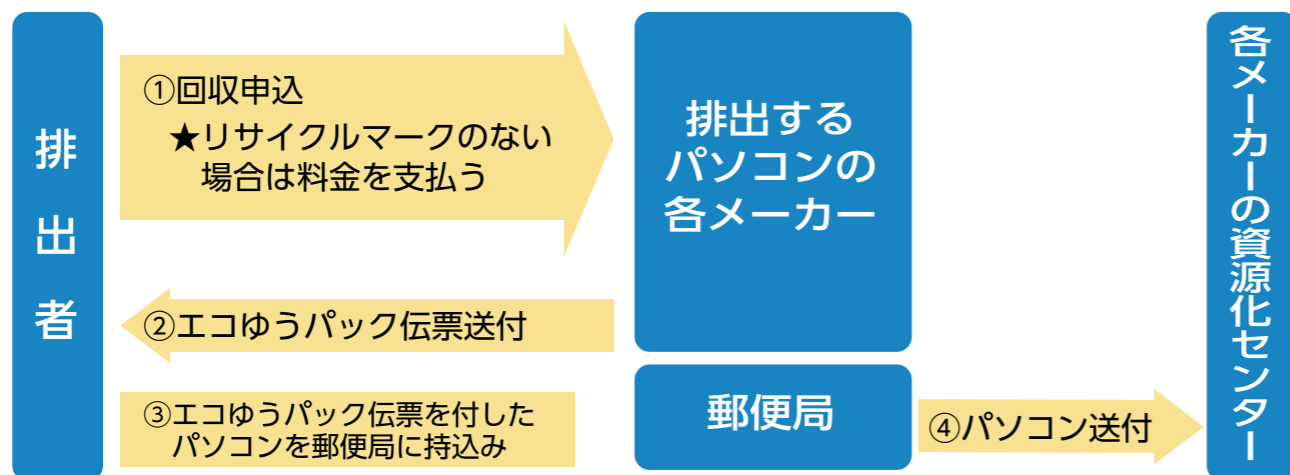 排出者
①回収申込
★リサイクルマークのない
場合は料金を支払う
排出する
パソコンの
各メーカー
②エコゆうパック伝票送付
③エコゆうパック伝票を付した
パソコンを郵便局に持込み
郵便局
④パソコン送付
各メーカーの資源化センター